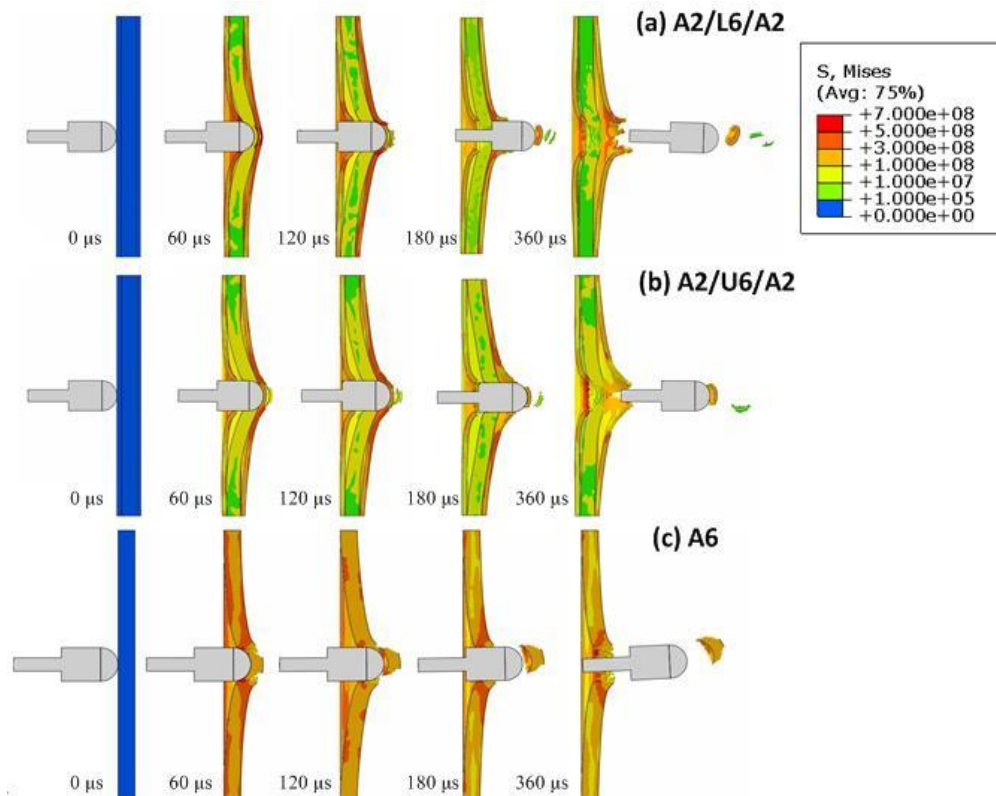 (a) A2/L6/A2
S, Mises
(Avg: 75%)
+7.000e+08
+5.000e+08
+3.000e+08
+1.000e+08
+1.000e+07
+1.000e+05
+0.000e+00
0 µs
60 µs
120 µs
180 µs
360 µs
(b) A2/U6/A2
0 µs
60 µs
120 µs
180 µs
360 µs
(c) A6
0 µs
60 µs
120 µs
180 µs
360 µs